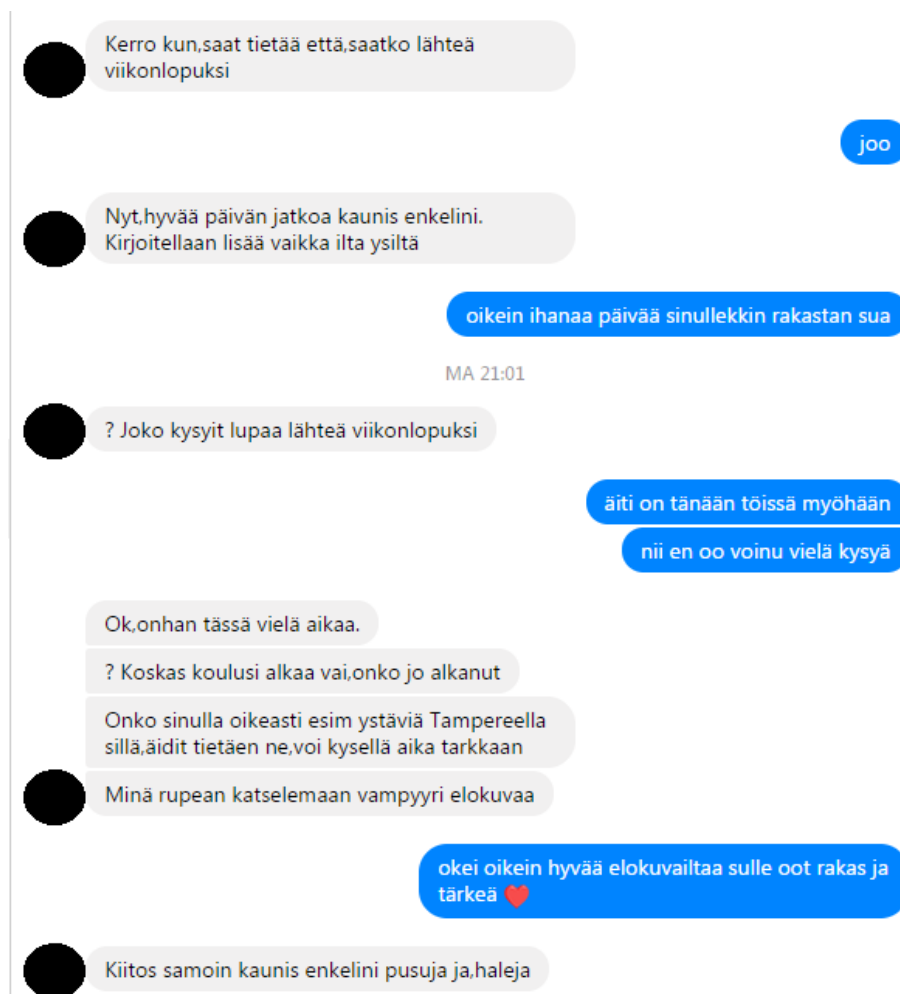 Kerro kun,saat tietää että,saatko lähteä
viikonlopuksi
joo
Nyt,hyvää päivän jatkoa kaunis enkelini.
Kirjoitellaan lisää vaikka ilta ysiltä
oikein ihanaa päivää sinullekkin rakastan sua
MA 21:01
? Joko kysyit lupaa lähteä viikonlopuksi
äiti on tänään töissä myöhään
nii en oo voinu vielä kysyä
Ok,onhan tässä vielä aikaa.
? Koskas koulusi alkaa vai,onko jo alkanut
Onko sinulla oikeasti esim ystäviä Tampereella
sillä,äidit tietäen ne,voi kysellä aika tarkkaan
Minä rupean katselemaan vampyyri elokuvaa
okei oikein hyvää elokuvailtaa sulle oot rakas ja
tärkeä ❤️
Kiitos samoin kaunis enkelini pusuja ja,haleja